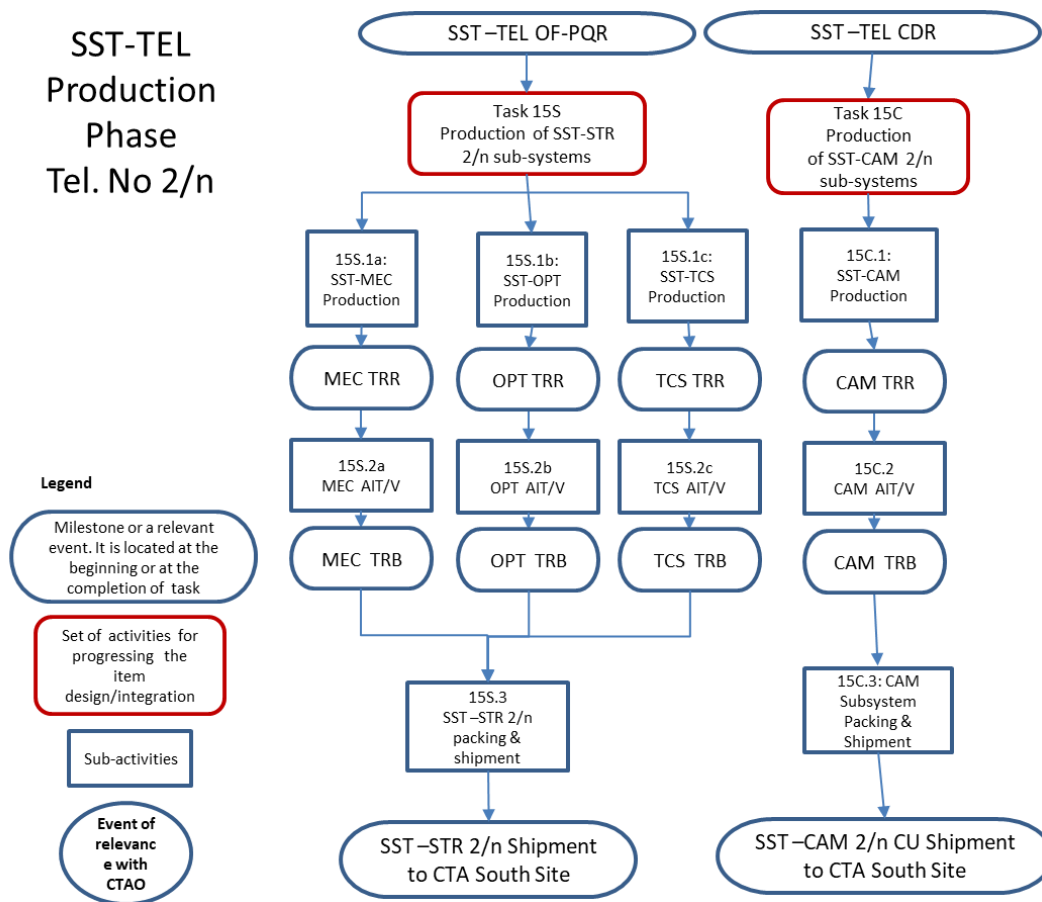 SST-TEL
Production
Phase
Tel. No 2/n
SST –TEL OF-PQR
SST –TEL CDR
Task 15S
Production of SST-STR
2/n sub-systems
Task 15C
Production
of SST-CAM 2/n
sub-systems
15S.1a:
SST-MEC
Production
15S.1b:
SST-OPT
Production
15S.1c:
SST-TCS
Production
15C.1:
SST-CAM
Production
MEC TRR
OPT TRR
TCS TRR
CAM TRR
15S.2a
MEC AIT/V
15S.2b
OPT AIT/V
15S.2c
TCS AIT/V
15C.2
CAM AIT/V
MEC TRB
OPT TRB
TCS TRB
CAM TRB
15S.3
SST –STR 2/n
packing &
shipment
15C.3: CAM
Subsystem
Packing &
Shipment
SST –STR 2/n Shipment
to CTA South Site
SST –CAM 2/n CU Shipment
to CTA South Site
Legend
Milestone or a relevant
event. It is located at the
beginning or at the
completion of task
Set of activities for
progressing the
item
design/integration
Sub-activities
Event of
relevanc
e with
CTAO